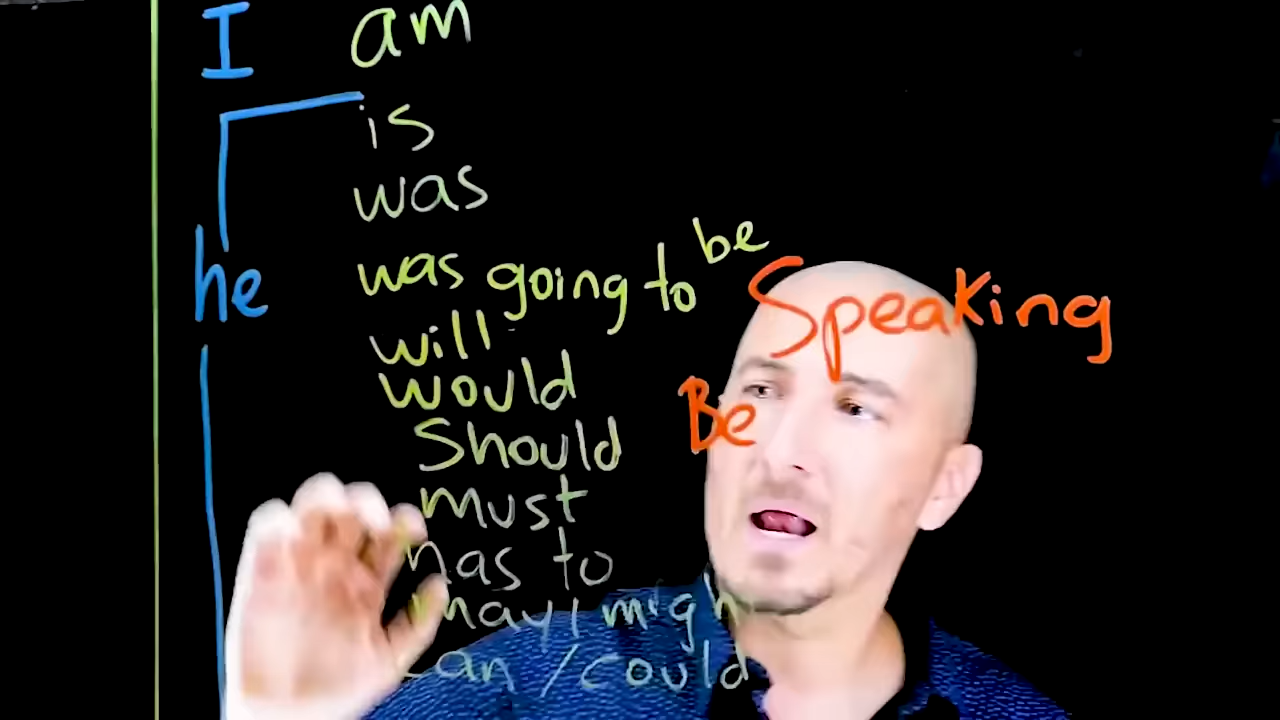 I am
is
was
he was going to be Speaking
will
would Be
Should
must
has to
may/might
can/could